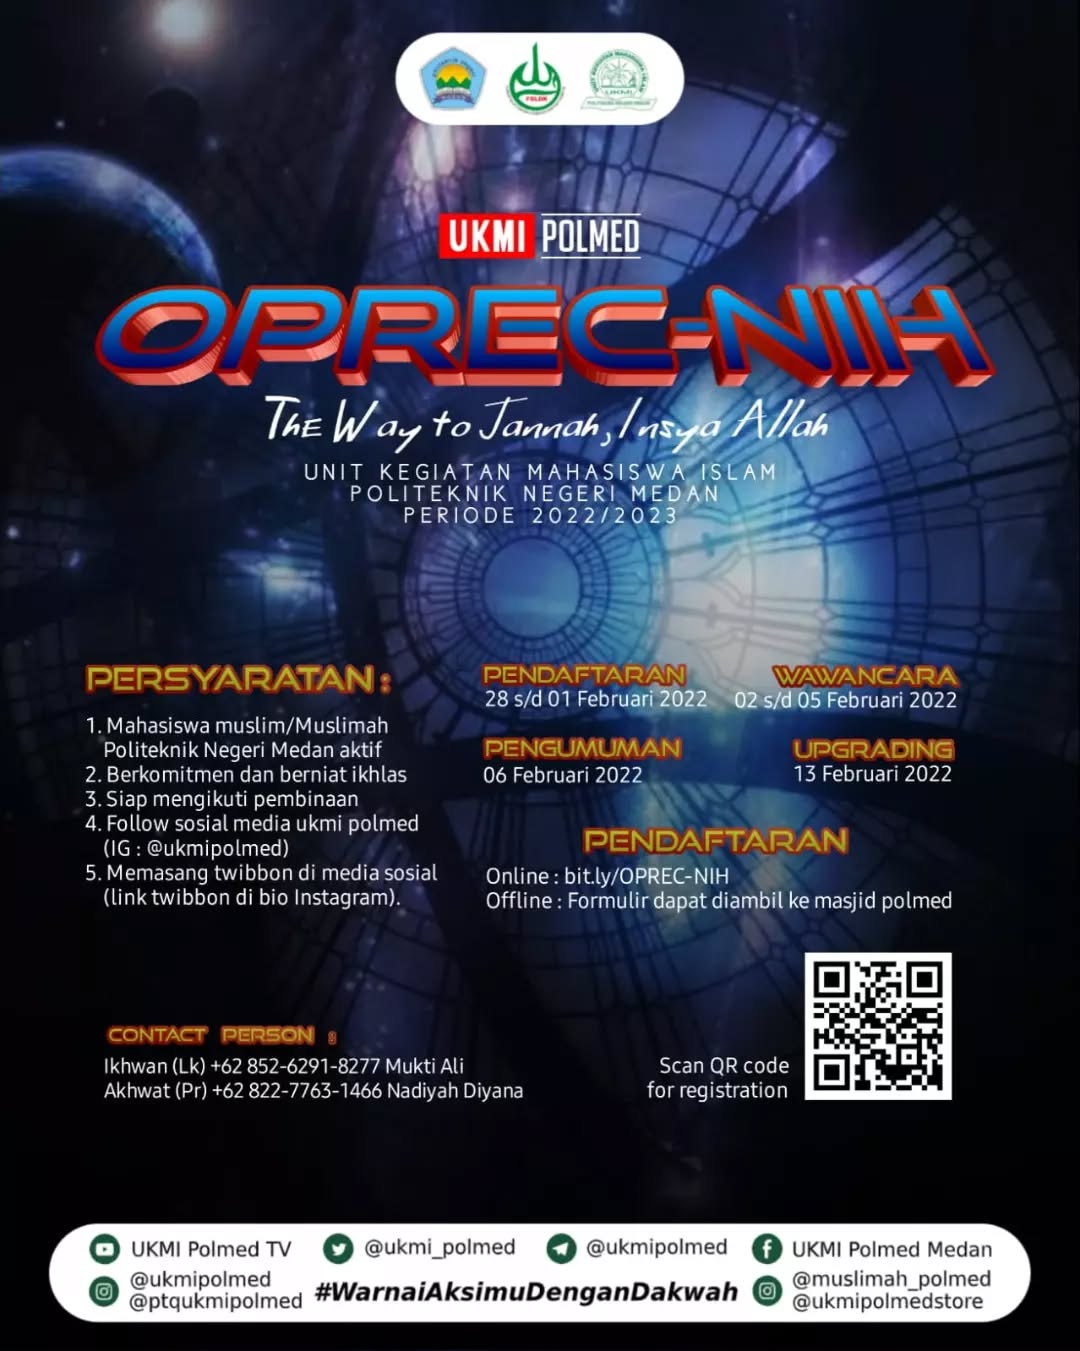 UKMI POLMED
OPREC-NIH
The Way to Jannah, Insya Allah
UNIT KEGIATAN MAHASISWA ISLAM
POLITEKNIK NEGERI MEDAN
PERIODE 2022/2023
PERSYARATAN :
1. Mahasiswa muslim/Muslimah
Politeknik Negeri Medan aktif
2. Berkomitmen dan berniat ikhlas
3. Siap mengikuti pembinaan
4. Follow sosial media ukmi polmed
(IG : @ukmipolmed)
5. Memasang twibbon di media sosial
(link twibbon di bio Instagram).
PENDAFTARAN
28 s/d 01 Februari 2022
WAWANCARA
02 s/d 05 Februari 2022
PENGUMUMAN
06 Februari 2022
UPGRADING
13 Februari 2022
PENDAFTARAN
Online : bit.ly/OPREC-NIH
Offline : Formulir dapat diambil ke masjid polmed
CONTACT PERSON :
Ikhwan (Lk) +62 852-6291-8277 Mukti Ali
Akhwat (Pr) +62 822-7763-1466 Nadiyah Diyana
Scan QR code
for registration
UKMI Polmed TV
@ukmi_polmed
@ukmipolmed
UKMI Polmed Medan
@ukmipolmed
@ptqukmipolmed
#WarnaiAksimuDenganDakwah
@muslimah_polmed
@ukmipolmedstore